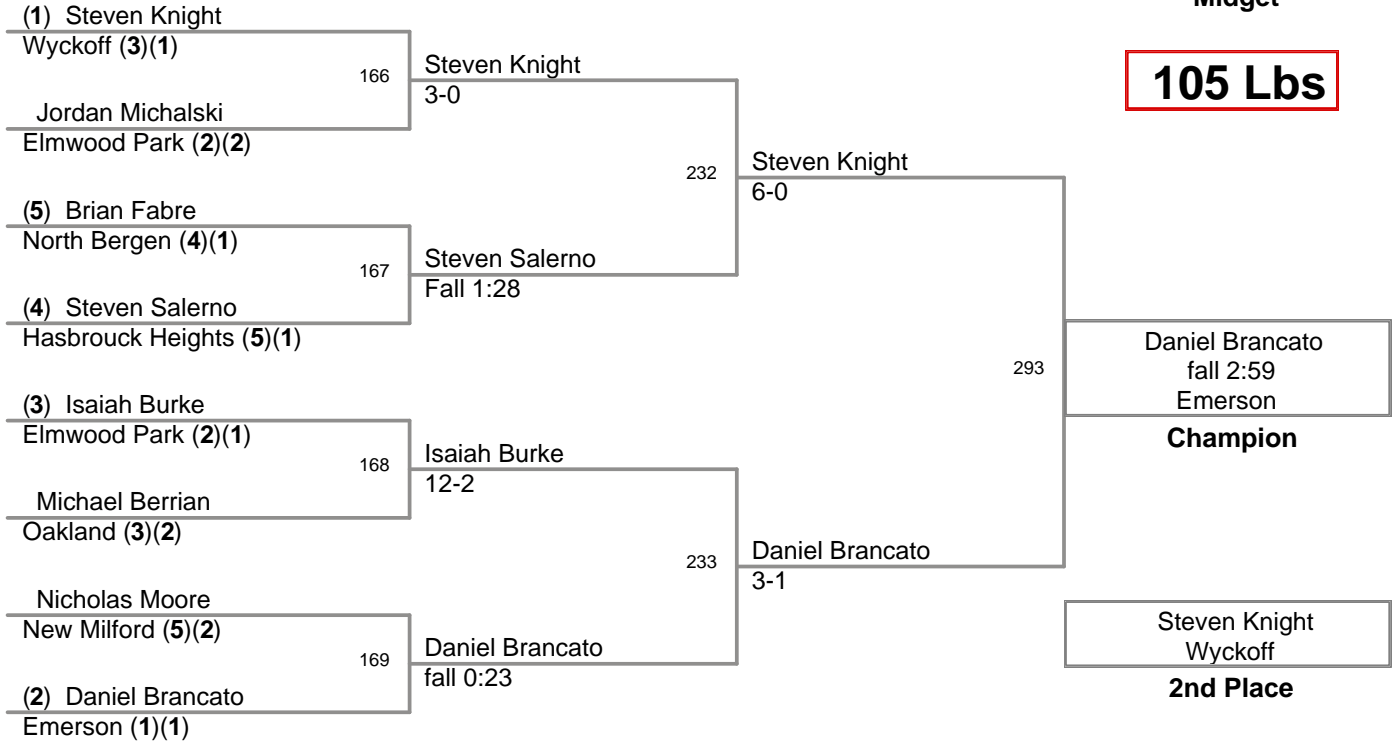 Midget
105 Lbs
(1) Steven Knight
Wyckoff (3)(1)
166
Jordan Michalski
Elmwood Park (2)(2)
Steven Knight
3-0
(5) Brian Fabre
North Bergen (4)(1)
167
(4) Steven Salerno
Hasbrouck Heights (5)(1)
Steven Salerno
Fall 1:28
232
Steven Knight
6-0
(3) Isaiah Burke
Elmwood Park (2)(1)
168
Michael Berrian
Oakland (3)(2)
Isaiah Burke
12-2
Nicholas Moore
New Milford (5)(2)
169
(2) Daniel Brancato
Emerson (1)(1)
Daniel Brancato
fall 0:23
233
Daniel Brancato
3-1
293
Daniel Brancato
fall 2:59
Emerson
Champion
Steven Knight
Wyckoff
2nd Place